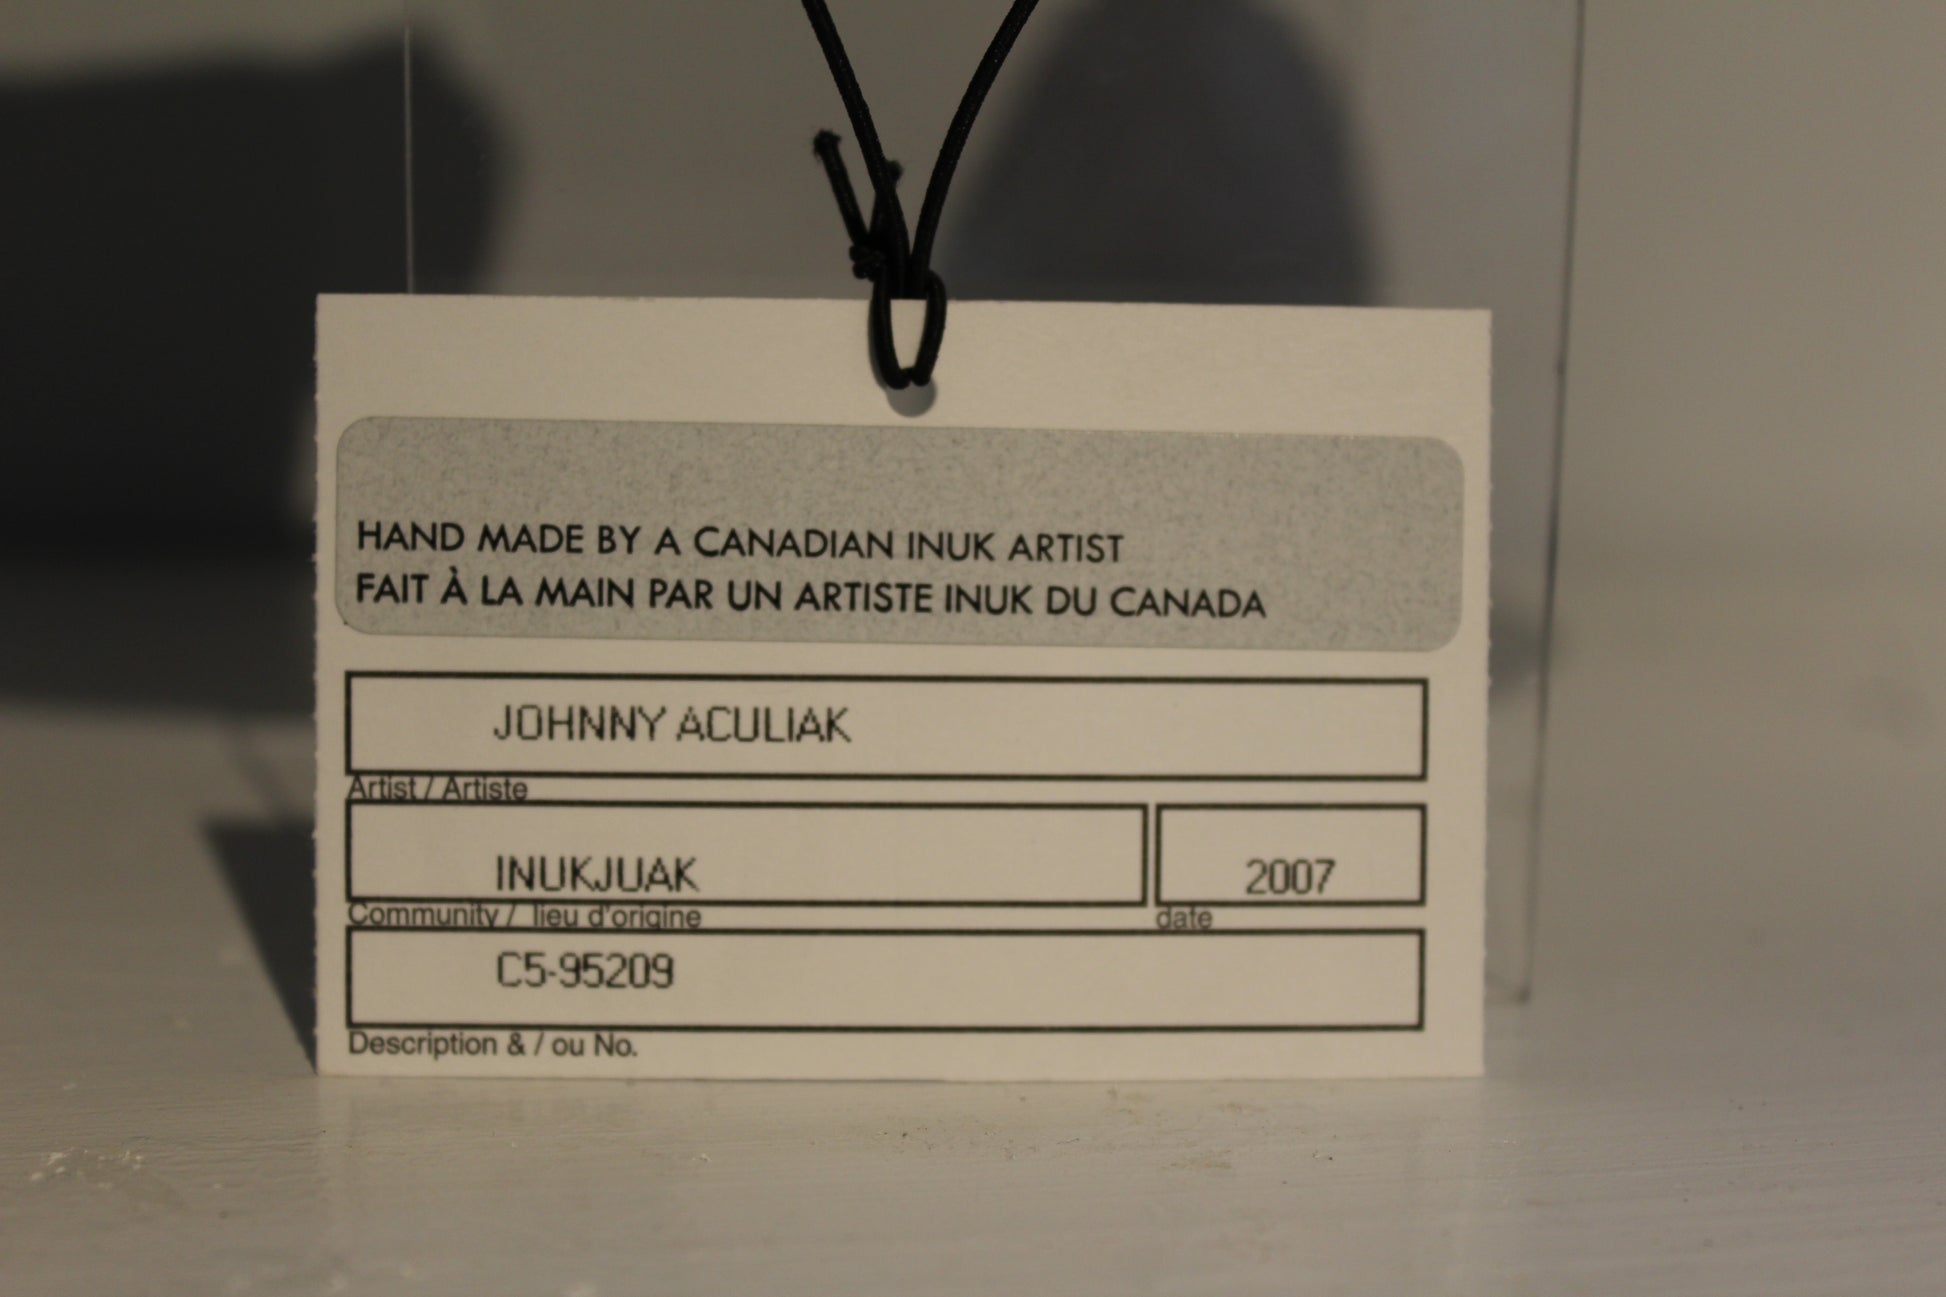 HAND MADE BY A CANADIAN INUK ARTIST
FAIT À LA MAIN PAR UN ARTISTE INUK DU CANADA
JOHNNY ACULIAK
Artist / Artiste
INUKJUAK
2007
Community / lieu d'origine
date
C5-95209
Description & / ou No.